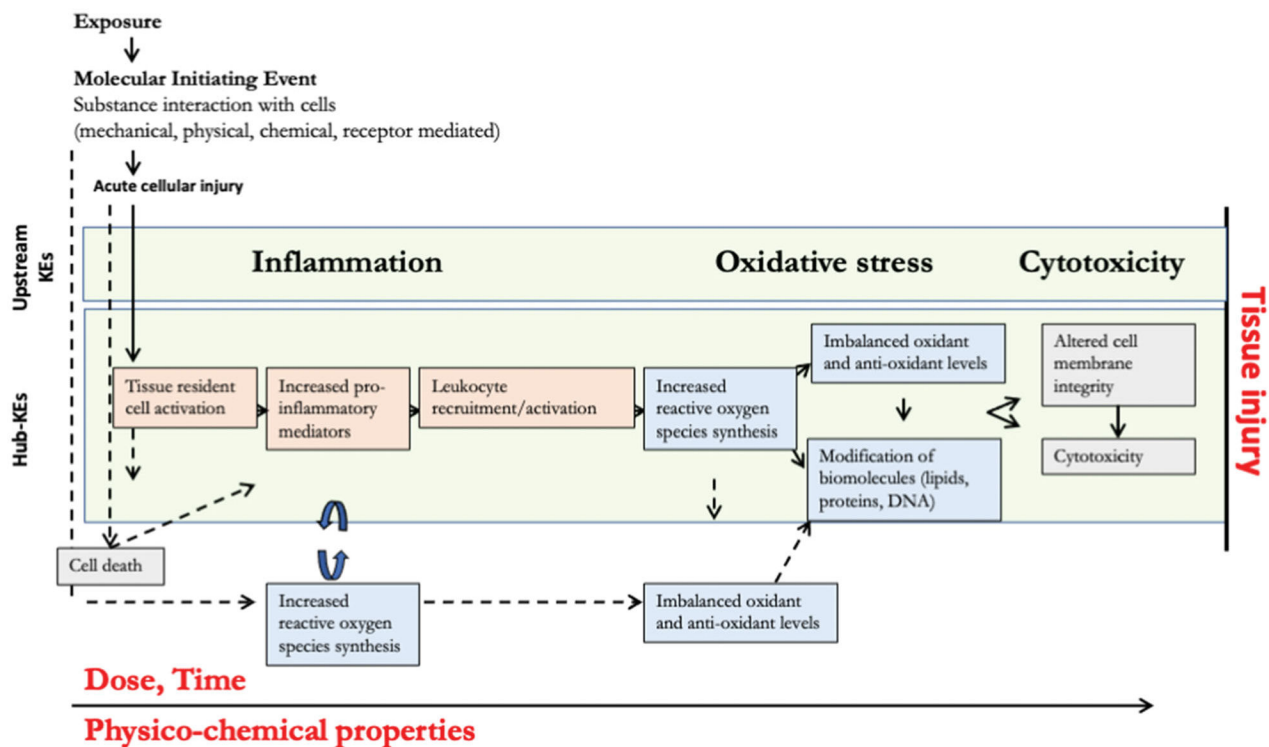 Exposure
Molecular Initiating Event
Substance interaction with cells
(mechanical, physical, chemical, receptor mediated)
Acute cellular injury
Upstream
KEs
Inflammation
Oxidative stress
Cytotoxicity
Hub-KEs
Tissue resident
cell activation
Increased pro-
inflammatory
mediators
Leukocyte
recruitment/activation
Increased
reactive oxygen
species synthesis
Imbalanced oxidant
and anti-oxidant levels
Modification of
biomolecules (lipids,
proteins, DNA)
Altered cell
membrane
integrity
Cytotoxicity
Tissue injury
Cell death
Increased
reactive oxygen
species synthesis
Imbalanced oxidant
and anti-oxidant levels
Dose, Time
Physico-chemical properties